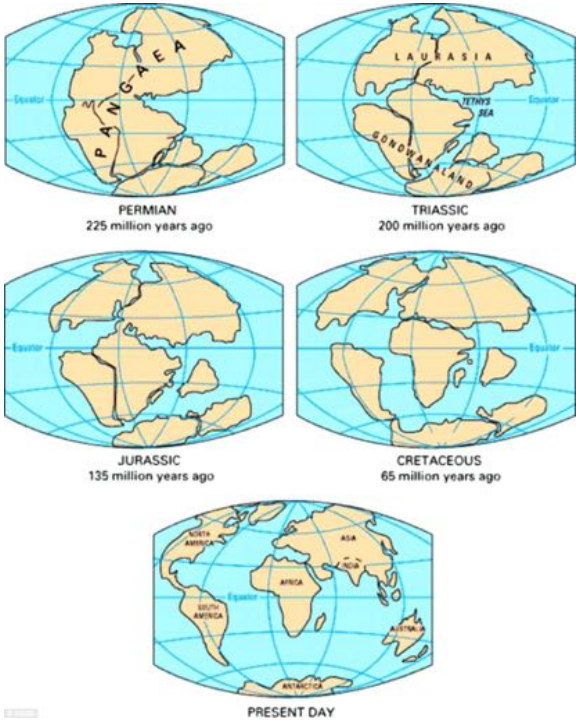 PANGAEA
Equator
PERMIAN
225 million years ago
LAURASIA
TETHYS
SEA
Equator
GONDWANALAND
TRIASSIC
200 million years ago
Equator
JURASSIC
135 million years ago
Equator
CRETACEOUS
65 million years ago
NORTH
AMERICA
ASIA
INDIA
AFRICA
Equator
SOUTH
AMERICA
AUSTRALIA
ANTARCTICA
PRESENT DAY